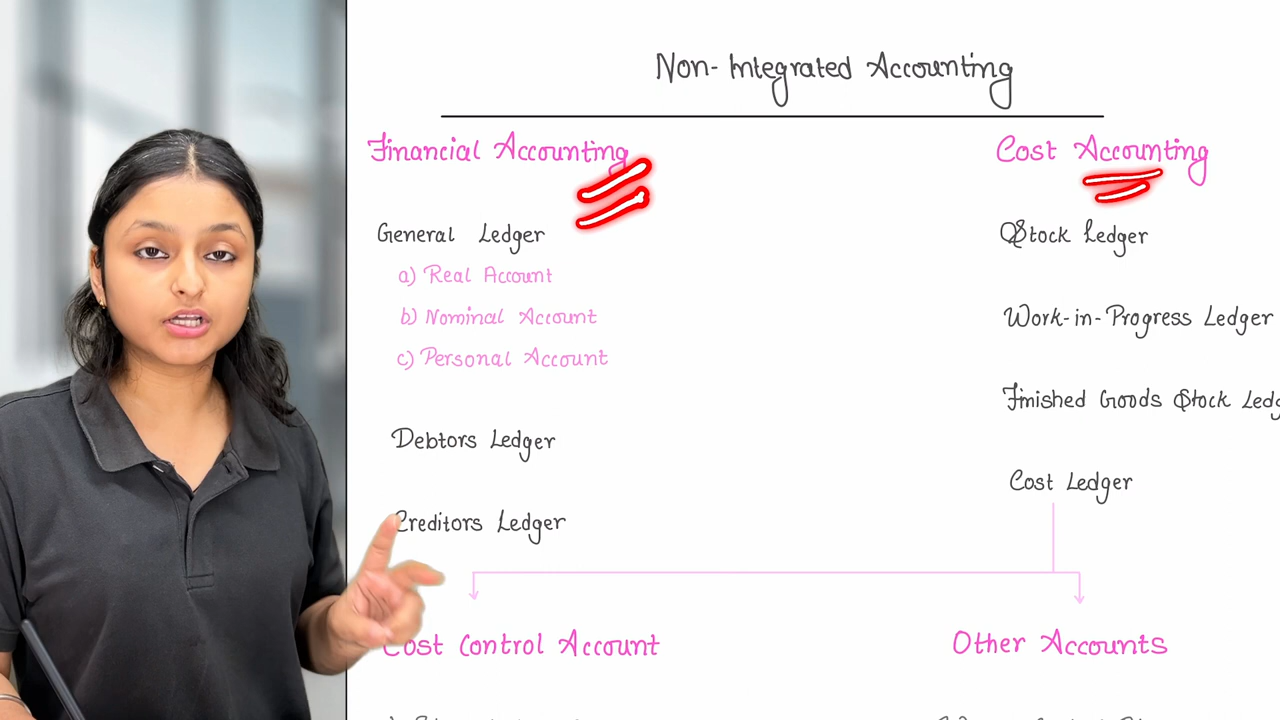 Non-Integrated Accounting
Financial Accounting
General Ledger
a) Real Account
b) Nominal Account
c) Personal Account
Debtors Ledger
Creditors Ledger
Cost Accounting
Stock Ledger
Work-in-Progress Ledger
Finished Goods Stock
Cost Ledger
Cost Control Account
Other Accounts